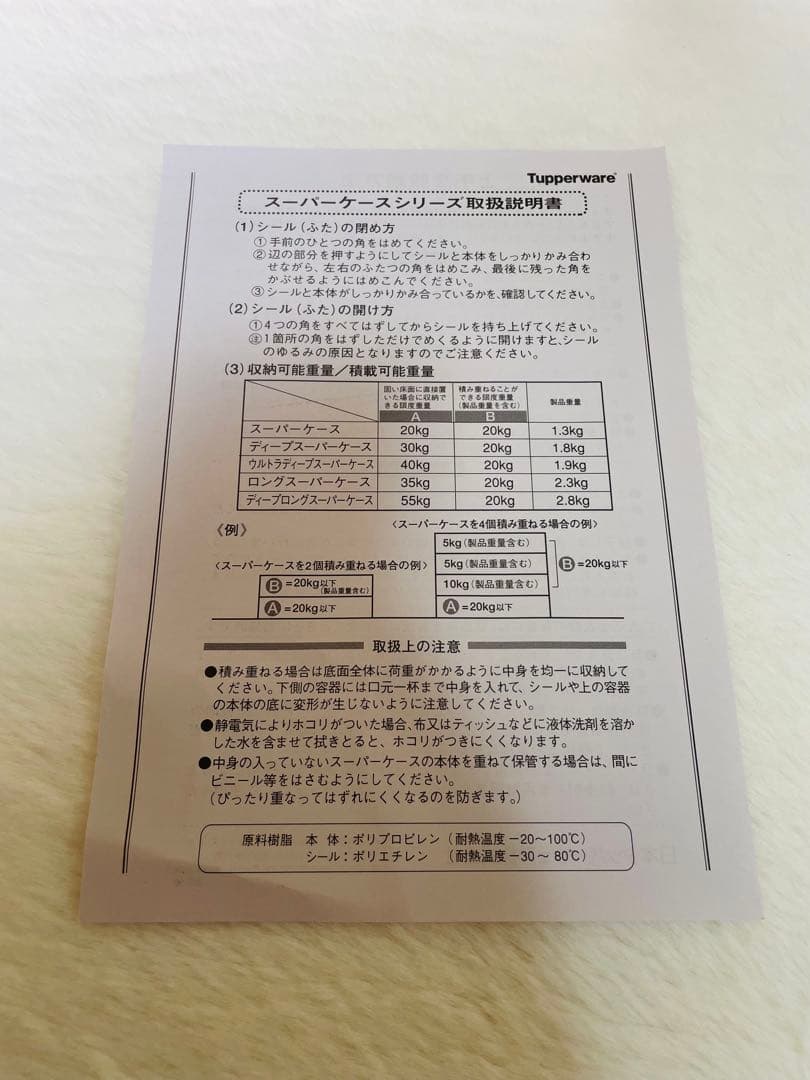 Tupperware®
スーパーケースシリーズ取扱説明書
(1)シール(ふた)の閉め方
①手前のひとつの角をはめてください。
②辺の部分を押すようにしてシールと本体をしっかりかみ合わ
せながら、左右のふたつの角をはめこみ、最後に残った角を
かぶせるようにはめこんでください。
③シールと本体がしっかりかみ合っているかを、確認してください。
(2)シール(ふた)の開け方
①4つの角をすべてはずしてからシールを持ち上げてください。
注1箇所の角をはずしただけでめくるように開けますと、シール
のゆるみの原因となりますのでご注意ください。
(3)収納可能重量/積載可能重量
固い床面に直接置いた場合に収納できる限度重量 A 積み重ねることができる限度重量(製品重量を含む) B 製品重量
スーパーケース 20kg 20kg 1.3kg
ディープスーパーケース 30kg 20kg 1.8kg
ウルトラディープスーパーケース 40kg 20kg 1.9kg
ロングスーパーケース 35kg 20kg 2.3kg
ディープロングスーパーケース 55kg 20kg 2.8kg
《例》
〈スーパーケースを2個積み重ねる場合の例〉
B=20kg以下(製品重量含む)
A=20kg以下
〈スーパーケースを4個積み重ねる場合の例〉
5kg(製品重量含む)
5kg(製品重量含む)
10kg(製品重量含む)
B=20kg以下
A=20kg以下
取扱上の注意
●積み重ねる場合は底面全体に荷重がかかるように中身を均一に収納して
ください。下側の容器には口元一杯まで中身を入れて、シールや上の容器
の本体の底に変形が生じないように注意してください。
●静電気によりホコリがついた場合、布又はティッシュなどに液体洗剤を溶か
した水を含ませて拭きとると、ホコリがつきにくくなります。
●中身の入っていないスーパーケースの本体を重ねて保管する場合は、間に
ビニール等をはさむようにしてください。
(ぴったり重なってはずれにくくなるのを防ぎます。)
原料樹脂 本 体:ポリプロピレン (耐熱温度−20〜100℃)
シール:ポリエチレン (耐熱温度−30〜 80℃)